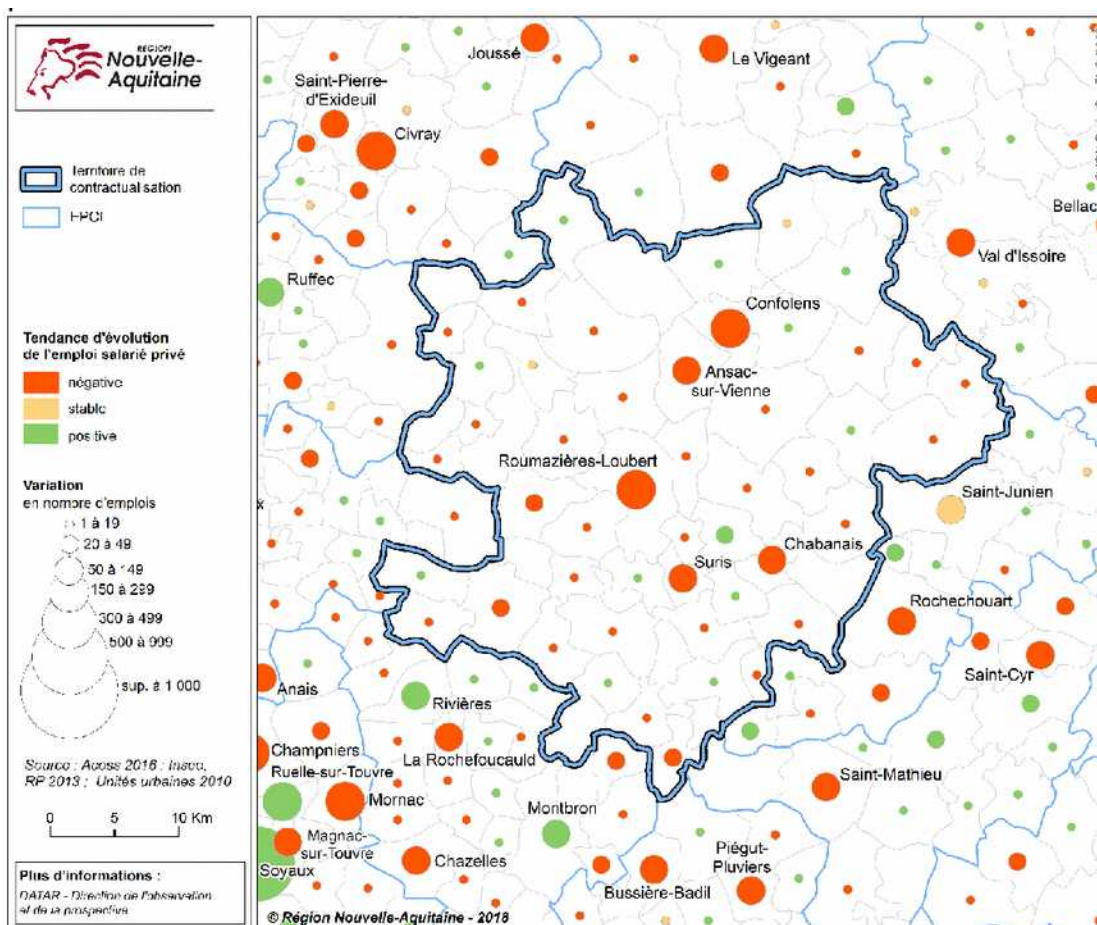 RÉGION
Nouvelle-
Aquitaine
Territoire de
contractualisation
EPCI
Tendance d'évolution
de l'emploi salarié privé
négative
stable
positive
Variation
en nombre d'emplois
1 à 19
20 à 49
50 à 149
150 à 299
300 à 499
500 à 999
sup. à 1 000
Source : Acoss 2016 ; Insee,
RP 2013 ; Unités urbaines 2010
0 5 10 Km
Plus d'informations :
DATAR - Direction de l'observation
et de la prospective
Joussé
Le Vigeant
Saint-Pierre-
d'Exideuil
Civray
Bellac
Val d'Issoire
Ruffec
Confolens
Ansac-
sur-Vienne
Roumazières-Loubert
Saint-Junien
x
Chabanais
Suris
Rochechouart
Saint-Cyr
Anais
Rivières
La Rochefoucauld
Champniers
Ruelle-sur-Touvre
Saint-Mathieu
Mornac
Montbron
Magnac-
sur-Touvre
Piégut-
Pluviers
Chazelles
Soyaux
Bussière-Badil
© Région Nouvelle-Aquitaine - 2018